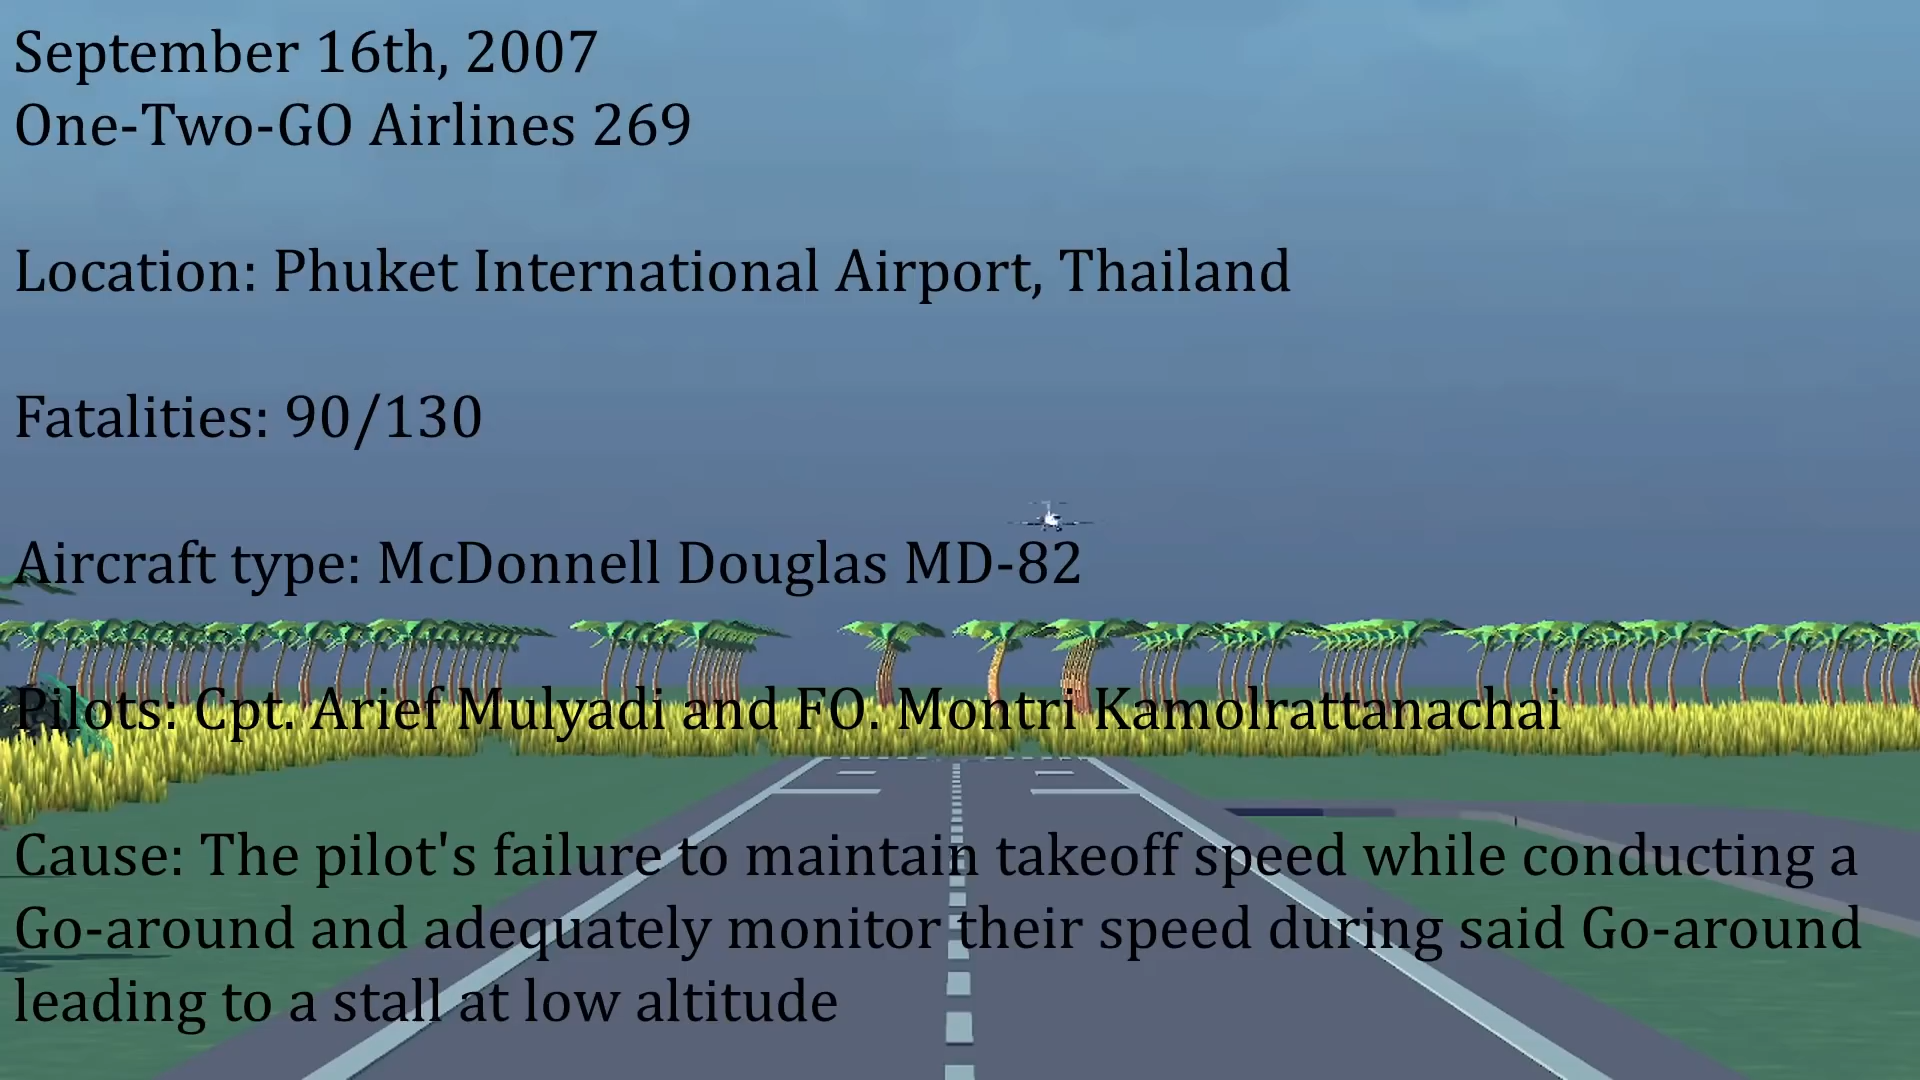 September 16th, 2007
One-Two-GO Airlines 269
Location: Phuket International Airport, Thailand
Fatalities: 90/130
Aircraft type: McDonnell Douglas MD-82
Pilots: Cpt. Arief Mulyadi and FO. Montri Kamolrattanachai
Cause: The pilot's failure to maintain takeoff speed while conducting a
Go-around and adequately monitor their speed during said Go-around
leading to a stall at low altitude